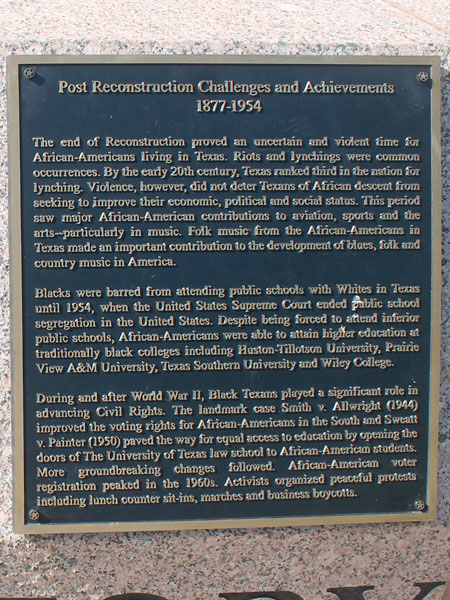 Post Reconstruction Challenges and Achievements
1877-1954
The end of Reconstruction proved an uncertain and violent time for
African-Americans living in Texas. Riots and lynchings were common
occurrences. By the early 20th century, Texas ranked third in the nation for
lynching. Violence, however, did not deter Texans of African descent from
seeking to improve their economic, political and social status. This period
saw major African-American contributions to aviation, sports and the
arts--particularly in music. Folk music from the African-Americans in
Texas made an important contribution to the development of blues, folk and
country music in America.
Blacks were barred from attending public schools with Whites in Texas
until 1954, when the United States Supreme Court ended public school
segregation in the United States. Despite being forced to attend inferior
public schools, African-Americans were able to attain higher education at
traditionally black colleges including Huston-Tillotson University, Prairie
View A&M University, Texas Southern University and Wiley College.
During and after World War II, Black Texans played a significant role in
advancing Civil Rights. The landmark case Smith v. Allwright (1944)
improved the voting rights for African-Americans in the South and Sweatt
v. Painter (1950) paved the way for equal access to education by opening the
doors of The University of Texas law school to African-American students.
More groundbreaking changes followed. African-American voter
registration peaked in the 1960s. Activists organized peaceful protests
including lunch counter sit-ins, marches and business boycotts.